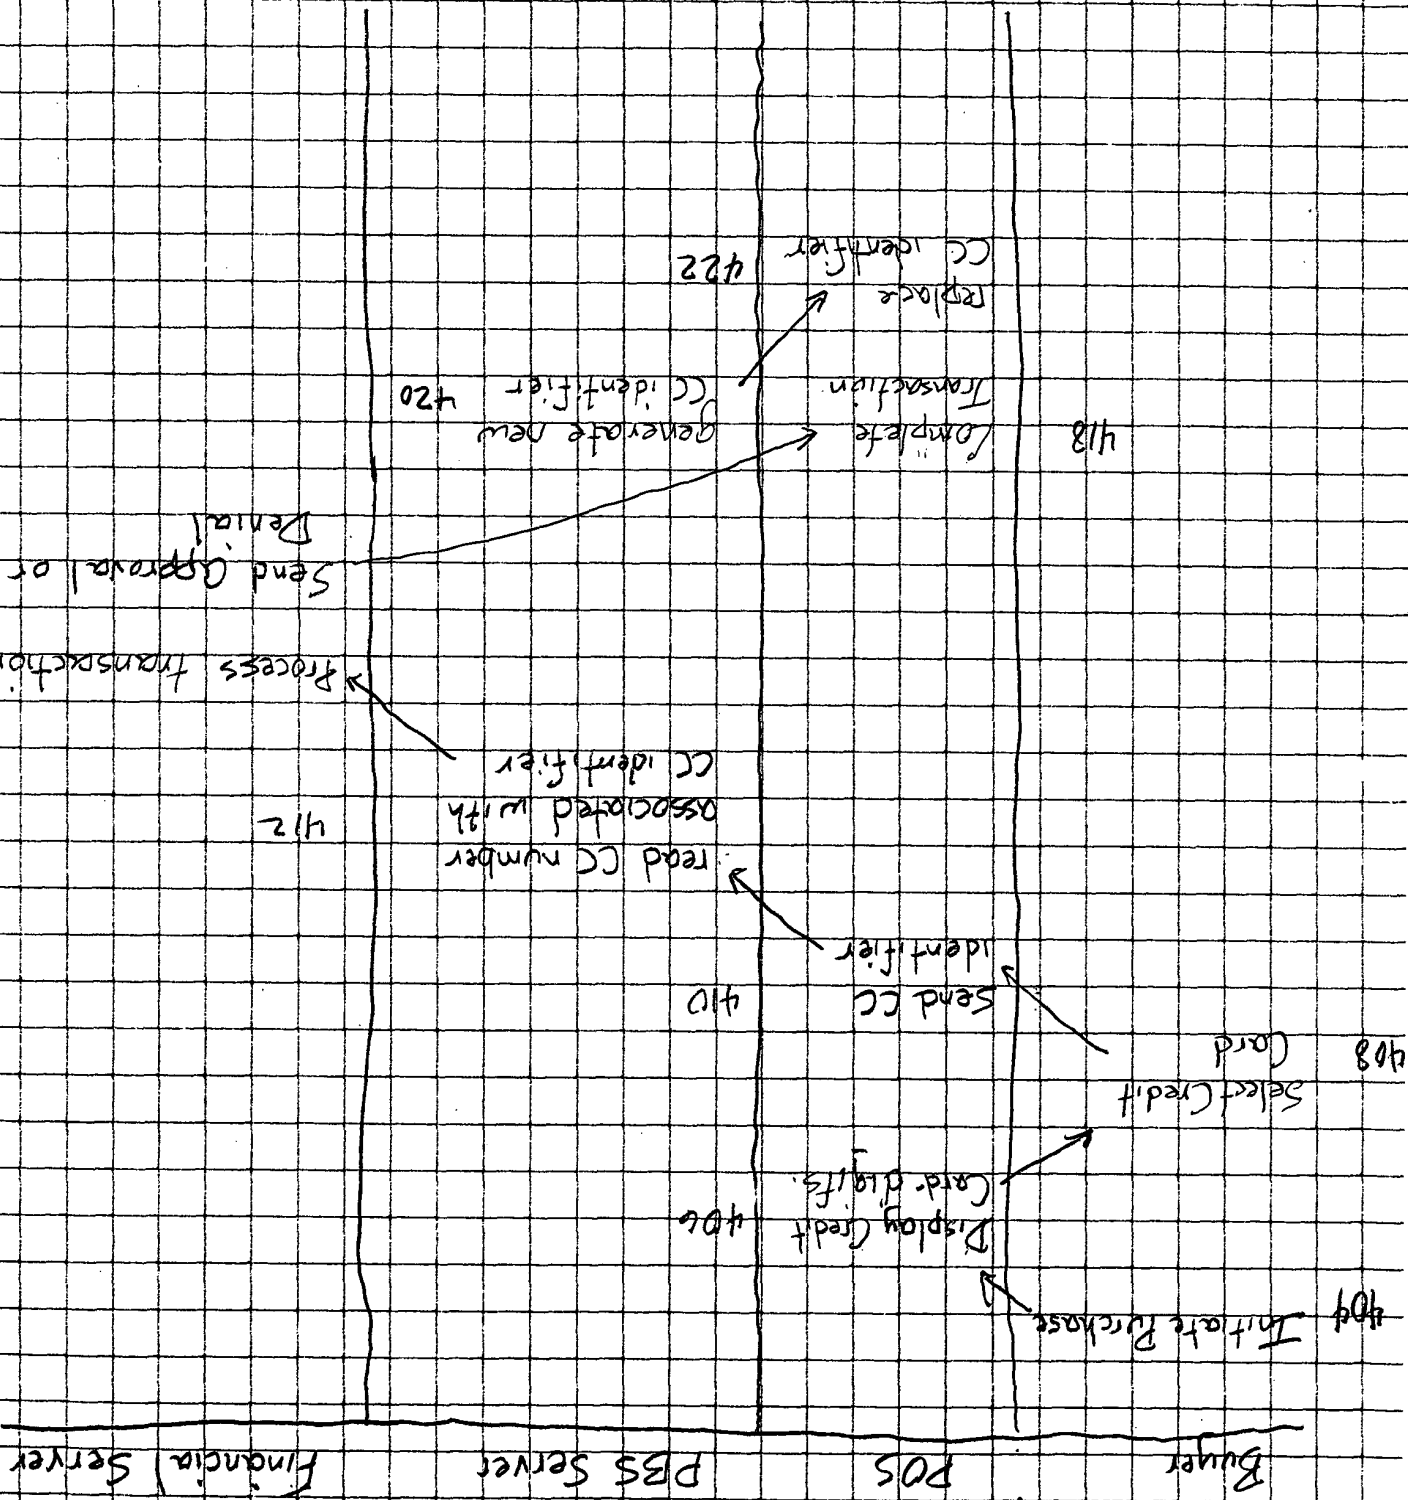 Buyer POS PBS Server Financial Server
404 Initiate Purchase
Display Credit 406
Card digits.
Select Credit
408 Card
Send CC 410
identifier
read CC number
associated with 412
CC identifier
Process transaction
Send Approval or
Denial
418 Complete generate new
Transaction CC identifier 420
replace
CC identifier 422